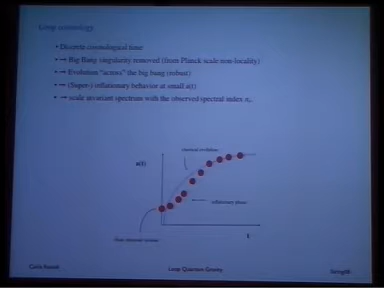 Loop cosmology
• Discrete cosmological time
• → Big Bang singularity removed (from Planck scale non-locality)
• → Evolution "across" the big bang (robust)
• → (Super-) inflationary behavior at small a(t)
• → scale invariant spectrum with the observed spectral index nₛ.
classical evolution
a(t)
inflationary phase
t
Carlo Rovelli
Loop Quantum Gravity
Strength